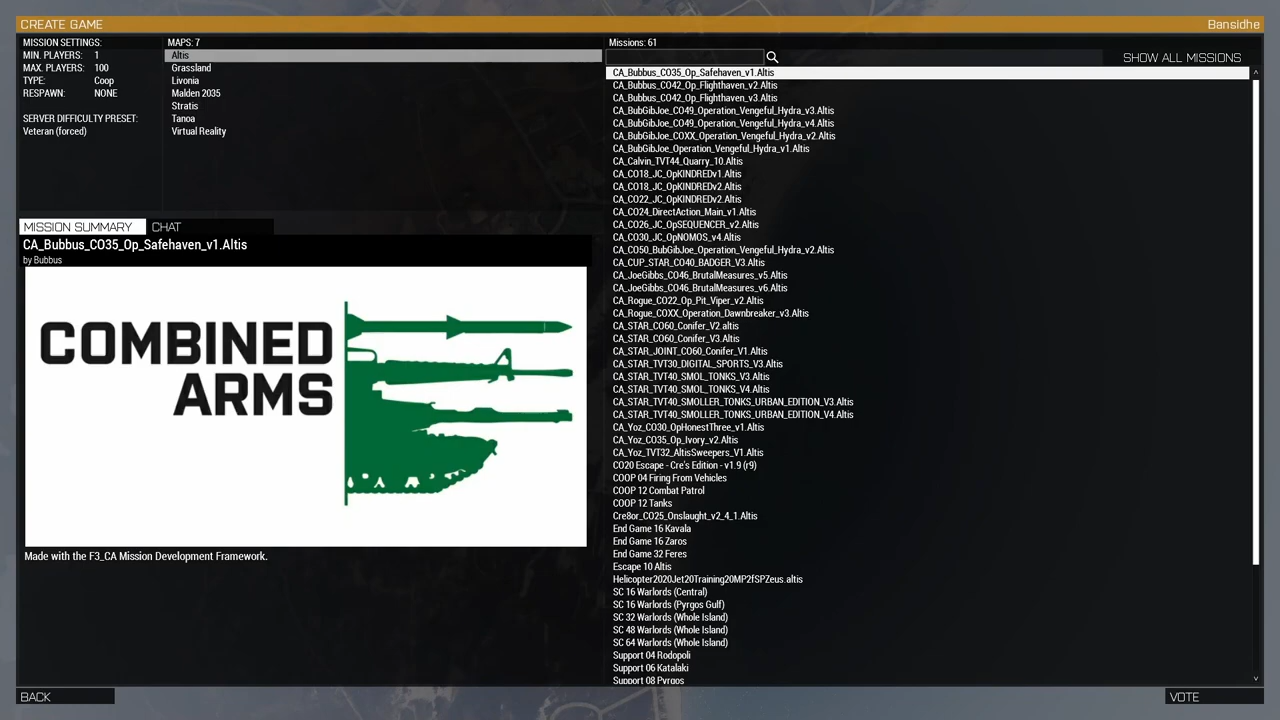 CREATE GAME
Bansidhe
MISSION SETTINGS:
MIN. PLAYERS: 1
MAX. PLAYERS: 100
TYPE: Coop
RESPAWN: NONE
SERVER DIFFICULTY PRESET:
Veteran (forced)
MAPS: 7
Altis
Grassland
Livonia
Malden 2035
Stratis
Tanoa
Virtual Reality
MISSION SUMMARY
CHAT
CA_Bubbus_CO35_Op_Safehaven_v1.Altis
by Bubbus
COMBINED
ARMS
Made with the F3_CA Mission Development Framework.
Missions: 61
SHOW ALL MISSIONS
CA_Bubbus_CO35_Op_Safehaven_v1.Altis
CA_Bubbus_CO42_Op_Flighthaven_v2.Altis
CA_Bubbus_CO42_Op_Flighthaven_v3.Altis
CA_BubGibJoe_CO49_Operation_Vengeful_Hydra_v3.Altis
CA_BubGibJoe_CO49_Operation_Vengeful_Hydra_v4.Altis
CA_BubGibJoe_COXX_Operation_Vengeful_Hydra_v2.Altis
CA_BubGibJoe_Operation_Vengeful_Hydra_v1.Altis
CA_Calvin_TVT44_Quarry_10.Altis
CA_CO18_JC_OpKINDREDv1.Altis
CA_CO18_JC_OpKINDREDv2.Altis
CA_CO22_JC_OpKINDREDv2.Altis
CA_CO24_DirectAction_Main_v1.Altis
CA_CO26_JC_OpSEQUENCER_v2.Altis
CA_CO30_JC_OpNOMOS_v4.Altis
CA_CO50_BubGibJoe_Operation_Vengeful_Hydra_v2.Altis
CA_CUP_STAR_CO40_BADGER_V3.Altis
CA_JoeGibbs_CO46_BrutalMeasures_v5.Altis
CA_JoeGibbs_CO46_BrutalMeasures_v6.Altis
CA_Rogue_CO22_Op_Pit_Viper_v2.Altis
CA_Rogue_COXX_Operation_Dawnbreaker_v3.Altis
CA_STAR_CO60_Conifer_V2.altis
CA_STAR_CO60_Conifer_V3.Altis
CA_STAR_JOINT_CO60_Conifer_V1.Altis
CA_STAR_TVT30_DIGITAL_SPORTS_V3.Altis
CA_STAR_TVT40_SMOL_TONKS_V3.Altis
CA_STAR_TVT40_SMOL_TONKS_V4.Altis
CA_STAR_TVT40_SMOLLER_TONKS_URBAN_EDITION_V3.Altis
CA_STAR_TVT40_SMOLLER_TONKS_URBAN_EDITION_V4.Altis
CA_Yoz_CO30_OpHonestThree_v1.Altis
CA_Yoz_CO35_Op_Ivory_v2.Altis
CA_Yoz_TVT32_AltisSweepers_V1.Altis
CO20 Escape - Cre's Edition - v1.9 (r9)
COOP 04 Firing From Vehicles
COOP 12 Combat Patrol
COOP 12 Tanks
Cre8or_CO25_Onslaught_v2_4_1.Altis
End Game 16 Kavala
End Game 16 Zaros
End Game 32 Feres
Escape 10 Altis
Helicopter2020Jet20Training20MP2fSPZeus.altis
SC 16 Warlords (Central)
SC 16 Warlords (Pyrgos Gulf)
SC 32 Warlords (Whole Island)
SC 48 Warlords (Whole Island)
SC 64 Warlords (Whole Island)
Support 04 Rodopoli
Support 06 Katalaki
Support 08 Pyrgos
BACK
VOTE